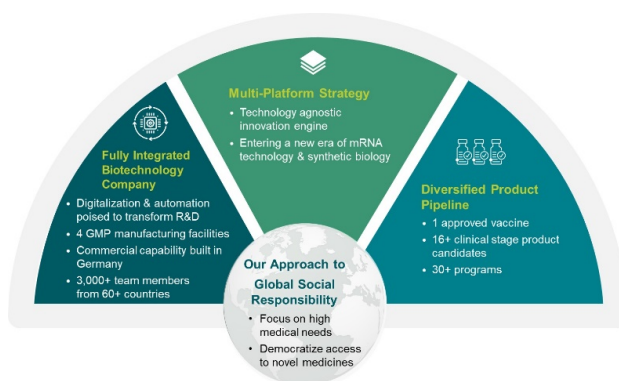 Multi-Platform Strategy
• Technology agnostic
innovation engine
• Entering a new era of mRNA
technology & synthetic biology
Fully Integrated
Biotechnology
Company
• Digitalization & automation
poised to transform R&D
• 4 GMP manufacturing facilities
• Commercial capability built in
Germany
• 3,000+ team members
from 60+ countries
Diversified Product
Pipeline
• 1 approved vaccine
• 16+ clinical stage product
candidates
• 30+ programs
Our Approach to
Global Social
Responsibility
• Focus on high
medical needs
• Democratize access
to novel medicines